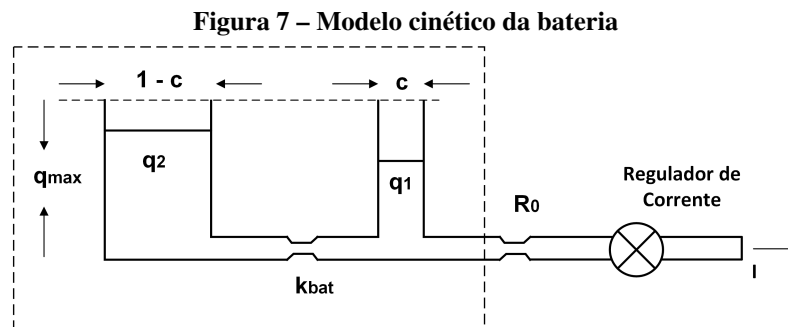 Figura 7 – Modelo cinético da bateria
1 - c
c
qmax
q2
q1
R0
Regulador de
Corrente
kbat
I